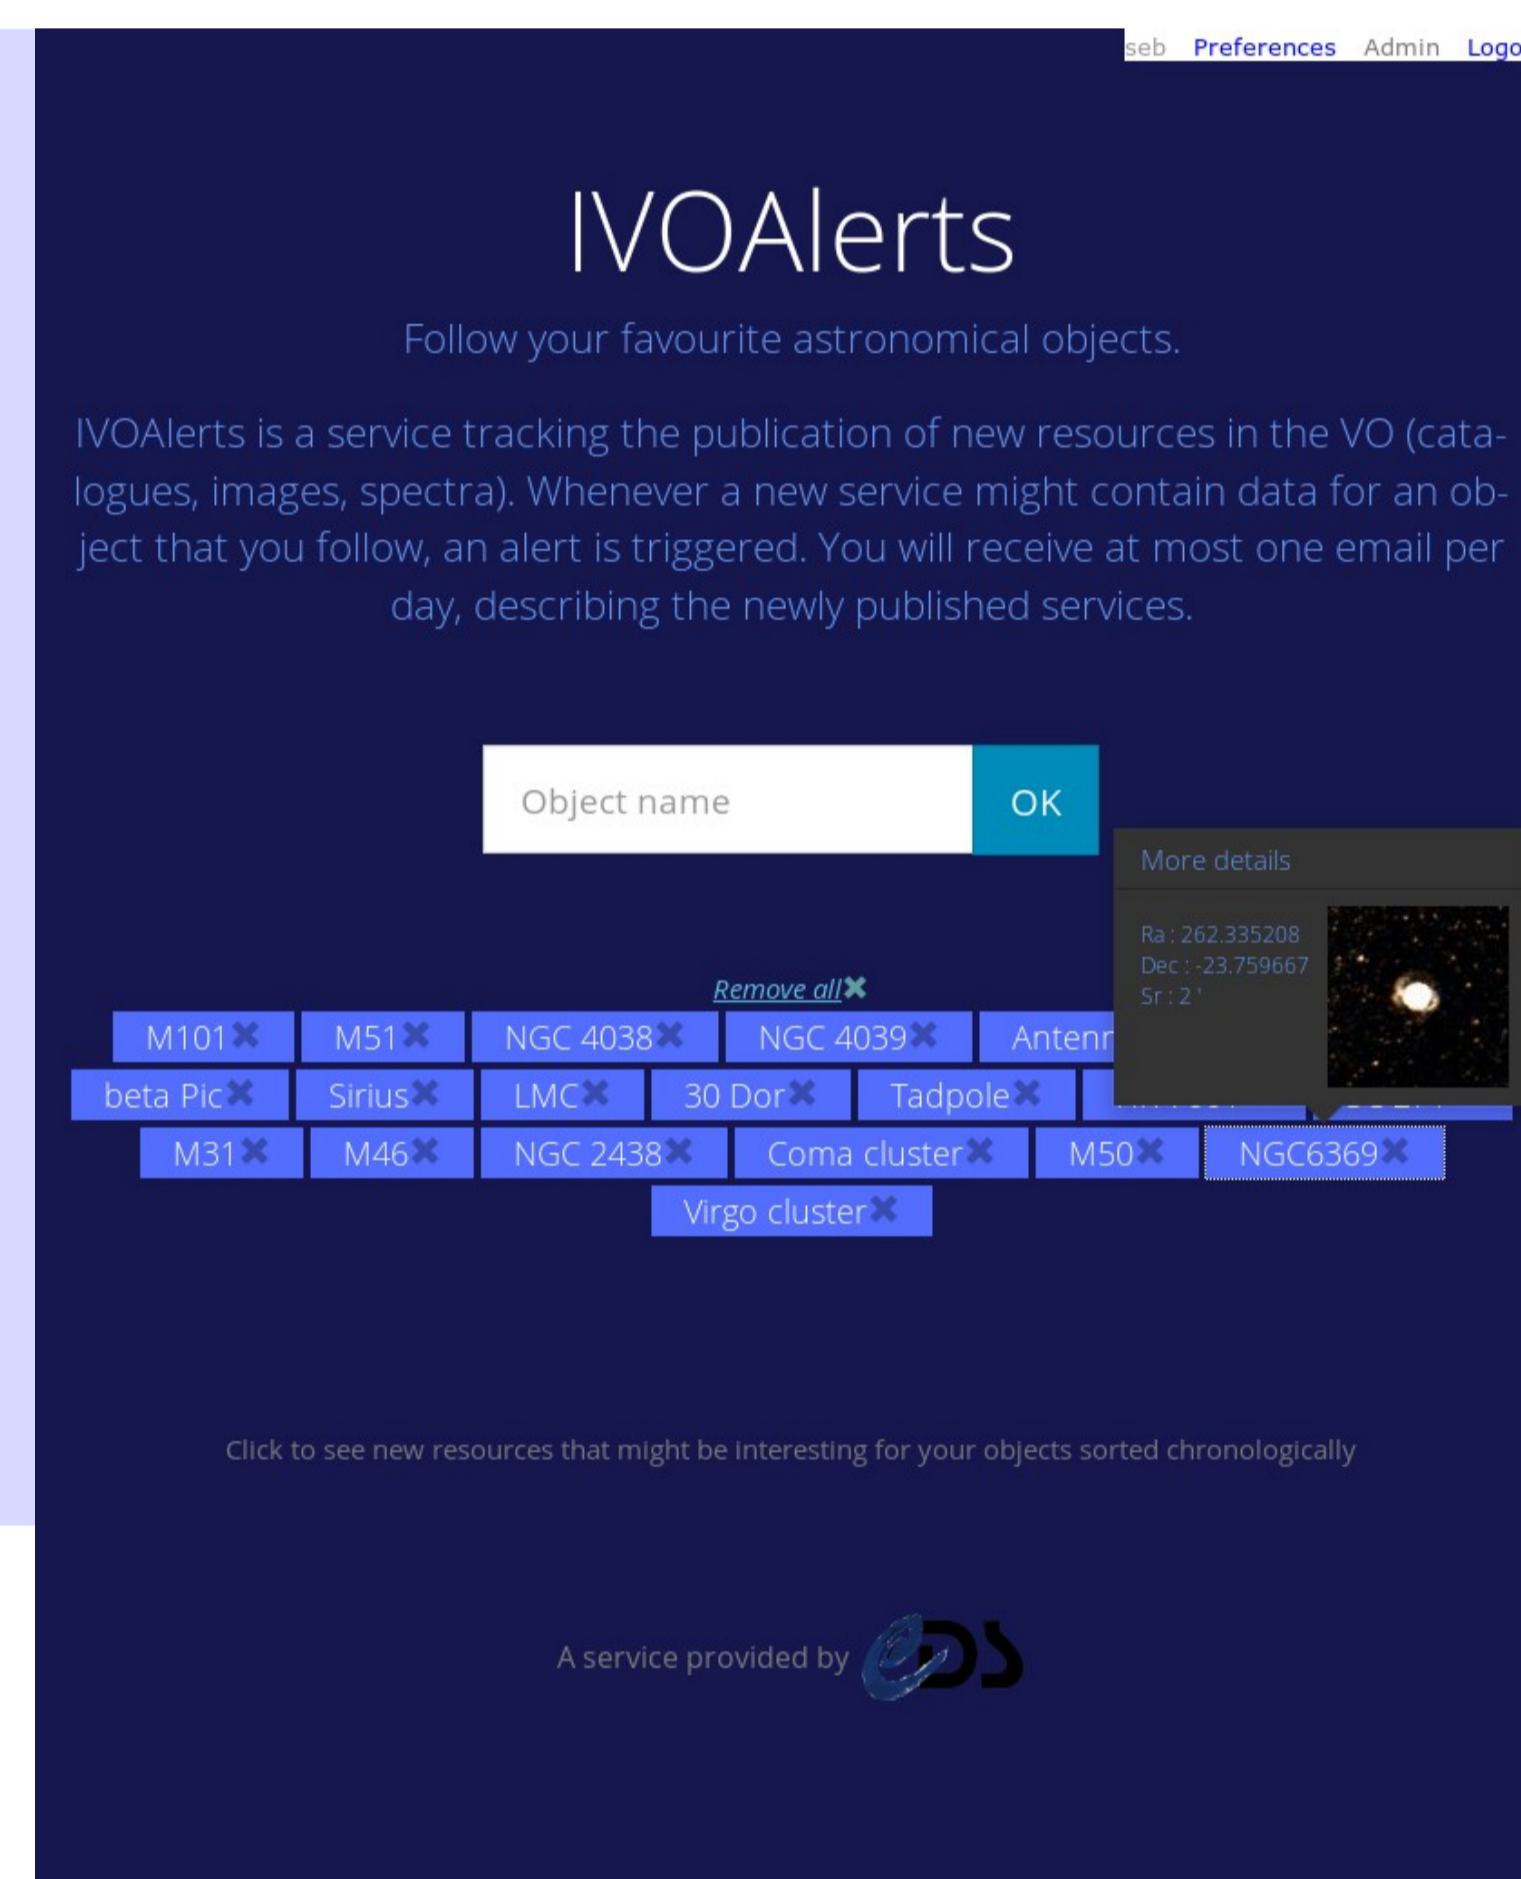 seb Preferences Admin Logo
IVOAlerts
Follow your favourite astronomical objects.
IVOAlerts is a service tracking the publication of new resources in the VO (cata-
logues, images, spectra). Whenever a new service might contain data for an ob-
ject that you follow, an alert is triggered. You will receive at most one email per
day, describing the newly published services.
Object name OK
More details
Ra : 262.335208
Dec : -23.759667
Sr : 2 '
Remove all
M101 M51 NGC 4038 NGC 4039 Antenn
beta Pic Sirius LMC 30 Dor Tadpole
M31 M46 NGC 2438 Coma cluster M50 NGC6369
Virgo cluster
Click to see new resources that might be interesting for your objects sorted chronologically
A service provided by CDS